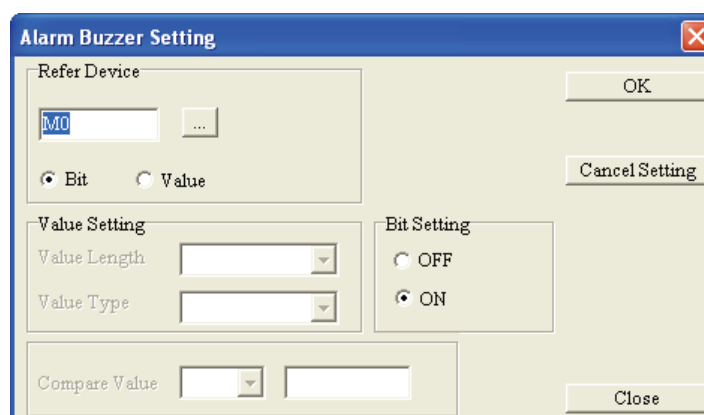 Alarm Buzzer Setting
Refer Device
M0
...
Bit
Value
OK
Cancel Setting
Value Setting
Value Length
Value Type
Bit Setting
OFF
ON
Compare Value
Close